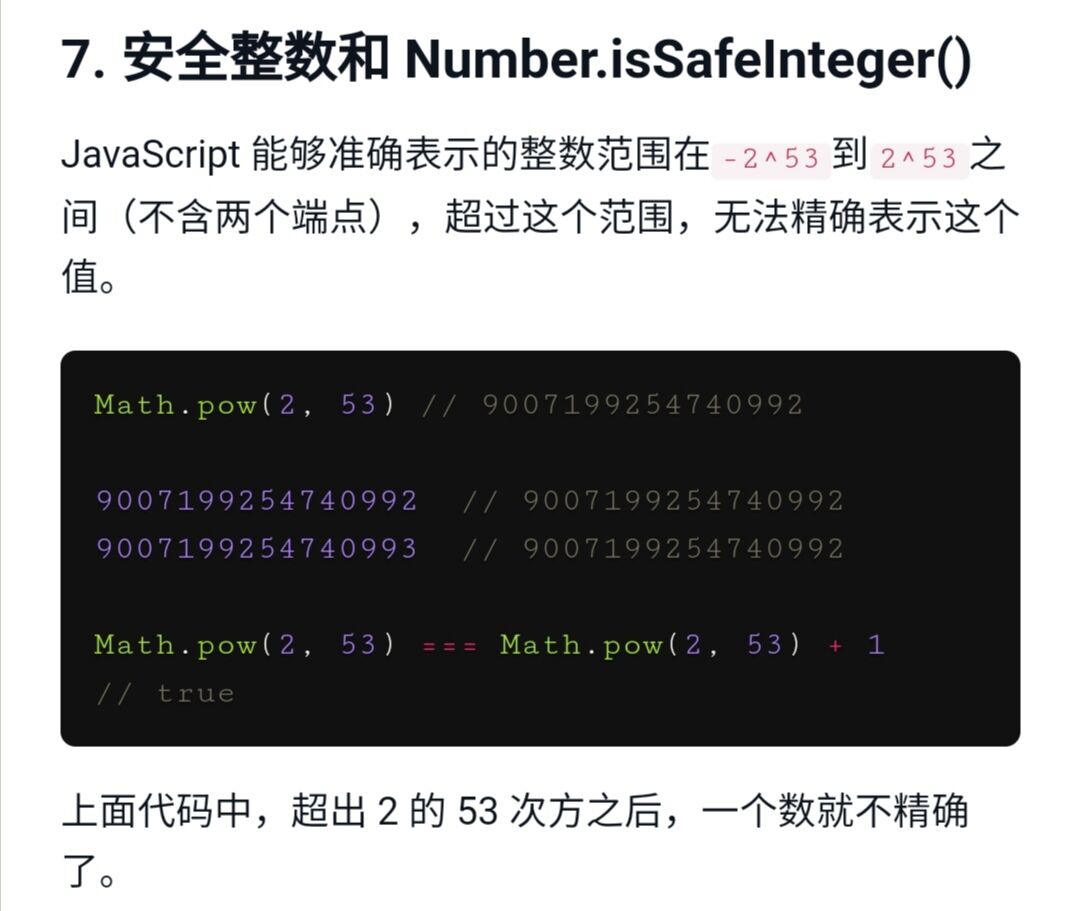 7. 安全整数和 Number.isSafeInteger()
JavaScript 能够准确表示的整数范围在-2^53到2^53之
间（不含两个端点），超过这个范围，无法精确表示这个
值。
Math.pow(2, 53) // 9007199254740992
9007199254740992  // 9007199254740992
9007199254740993  // 9007199254740992
Math.pow(2, 53) === Math.pow(2, 53) + 1
// true
上面代码中，超出 2 的 53 次方之后，一个数就不精确
了。